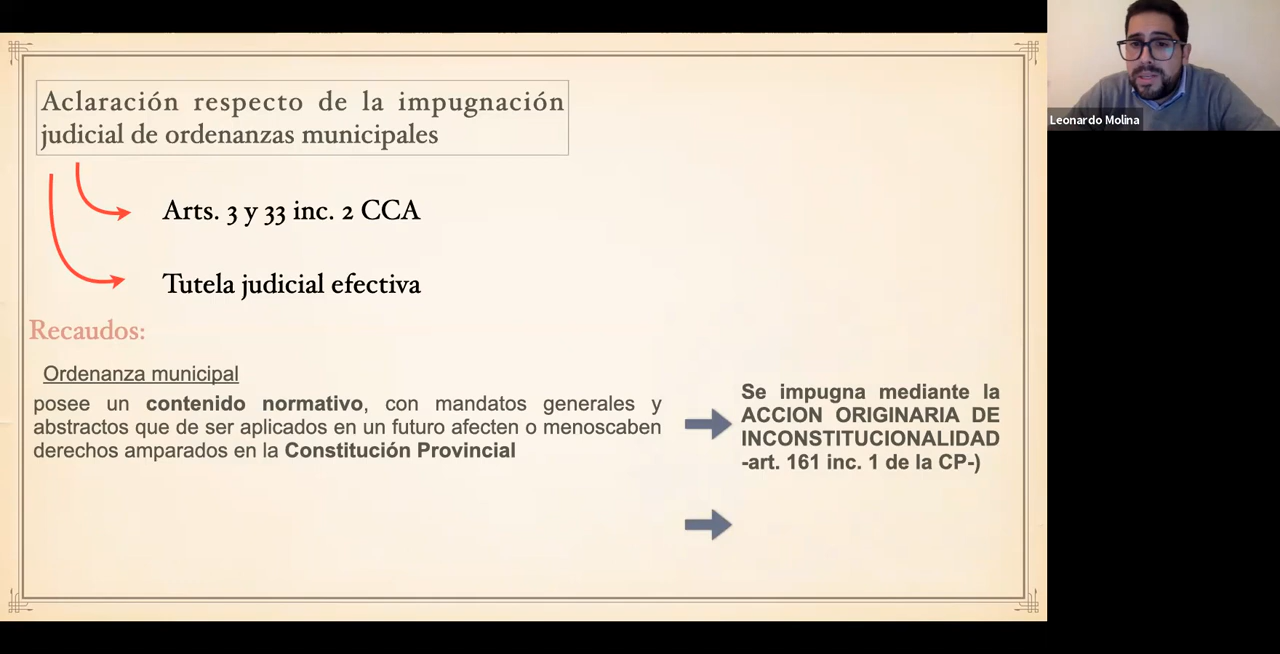 Aclaración respecto de la impugnación
judicial de ordenanzas municipales
Arts. 3 y 33 inc. 2 CCA
Tutela judicial efectiva
Recaudos:
Ordenanza municipal
posee un contenido normativo, con mandatos generales y
abstractos que de ser aplicados en un futuro afecten o menoscaben
derechos amparados en la Constitución Provincial
Se impugna mediante la
ACCION ORIGINARIA DE
INCONSTITUCIONALIDAD
-art. 161 inc. 1 de la CP-)
Leonardo Molina